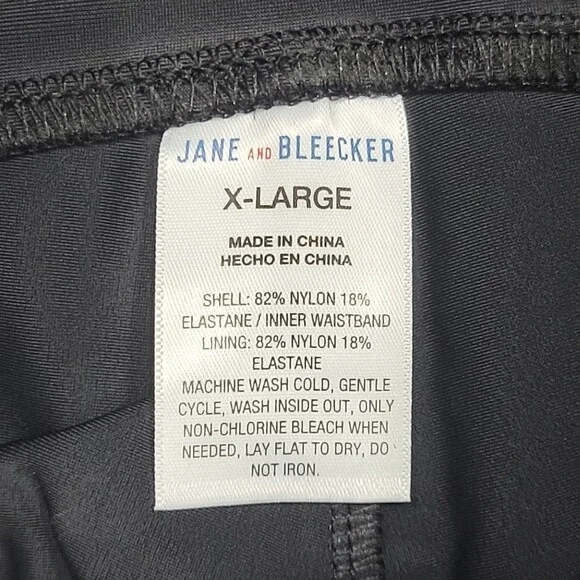 JANE AND BLEECKER
X-LARGE
MADE IN CHINA
HECHO EN CHINA
SHELL: 82% NYLON 18%
ELASTANE / INNER WAISTBAND
LINING: 82% NYLON 18%
ELASTANE
MACHINE WASH COLD, GENTLE
CYCLE, WASH INSIDE OUT, ONLY
NON-CHLORINE BLEACH WHEN
NEEDED, LAY FLAT TO DRY, DO
NOT IRON.